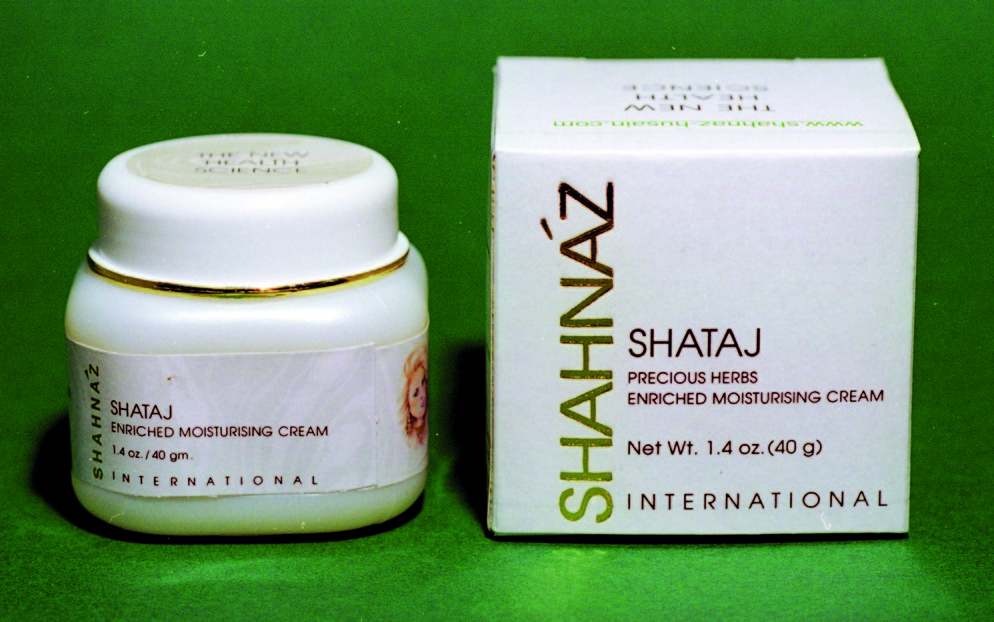 THE NEW
HEALTH
SCIENCE
SHAHNÁZ
SHATAJ
ENRICHED MOISTURISING CREAM
1.4 oz. / 40 gm.
INTERNATIONAL
THE NEW
HEALTH
SCIENCE
www.shahnaz-husain.com
SHAHNÁZ
SHATAJ
PRECIOUS HERBS
ENRICHED MOISTURISING CREAM
Net Wt. 1.4 oz. (40 g)
INTERNATIONAL